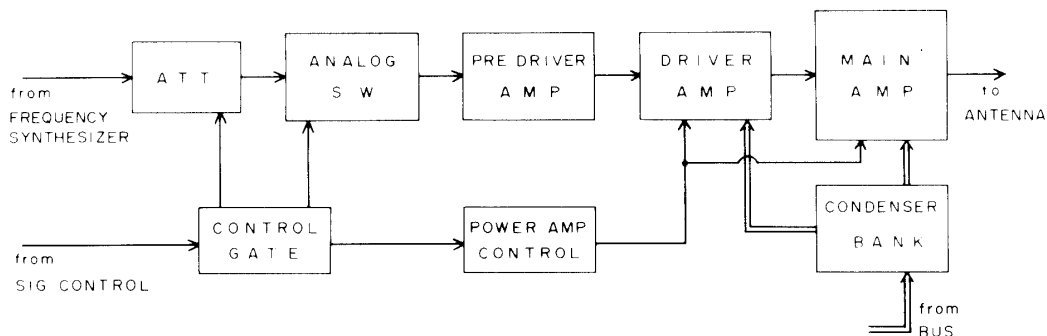 ATT
ANALOG
SW
PRE DRIVER
AMP
DRIVER
AMP
MAIN
AMP
from
FREQUENCY
SYNTHESIZER
to
ANTENNA
CONTROL
GATE
POWER AMP
CONTROL
CONDENSER
BANK
from
SIG CONTROL
from
BUS